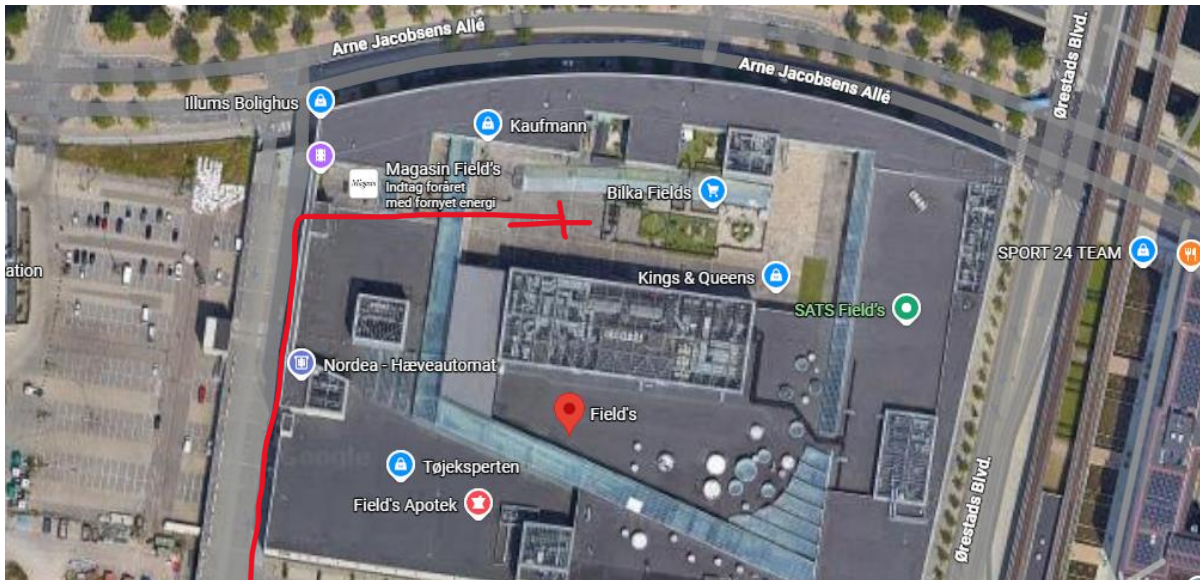 Arne Jacobsens Allé
Arne Jacobsens Allé
Ørestads Blvd.
Illums Bolighus
Kaufmann
Magasin
Magasin Field's
Indtag foråret
med fornyet energi
Bilka Fields
ation
Kings & Queens
SPORT 24 TEAM
SATS Field's
Nordea - Hæveautomat
Field's
Google
Tøjeksperten
Field's Apotek
Ørestads Blvd.